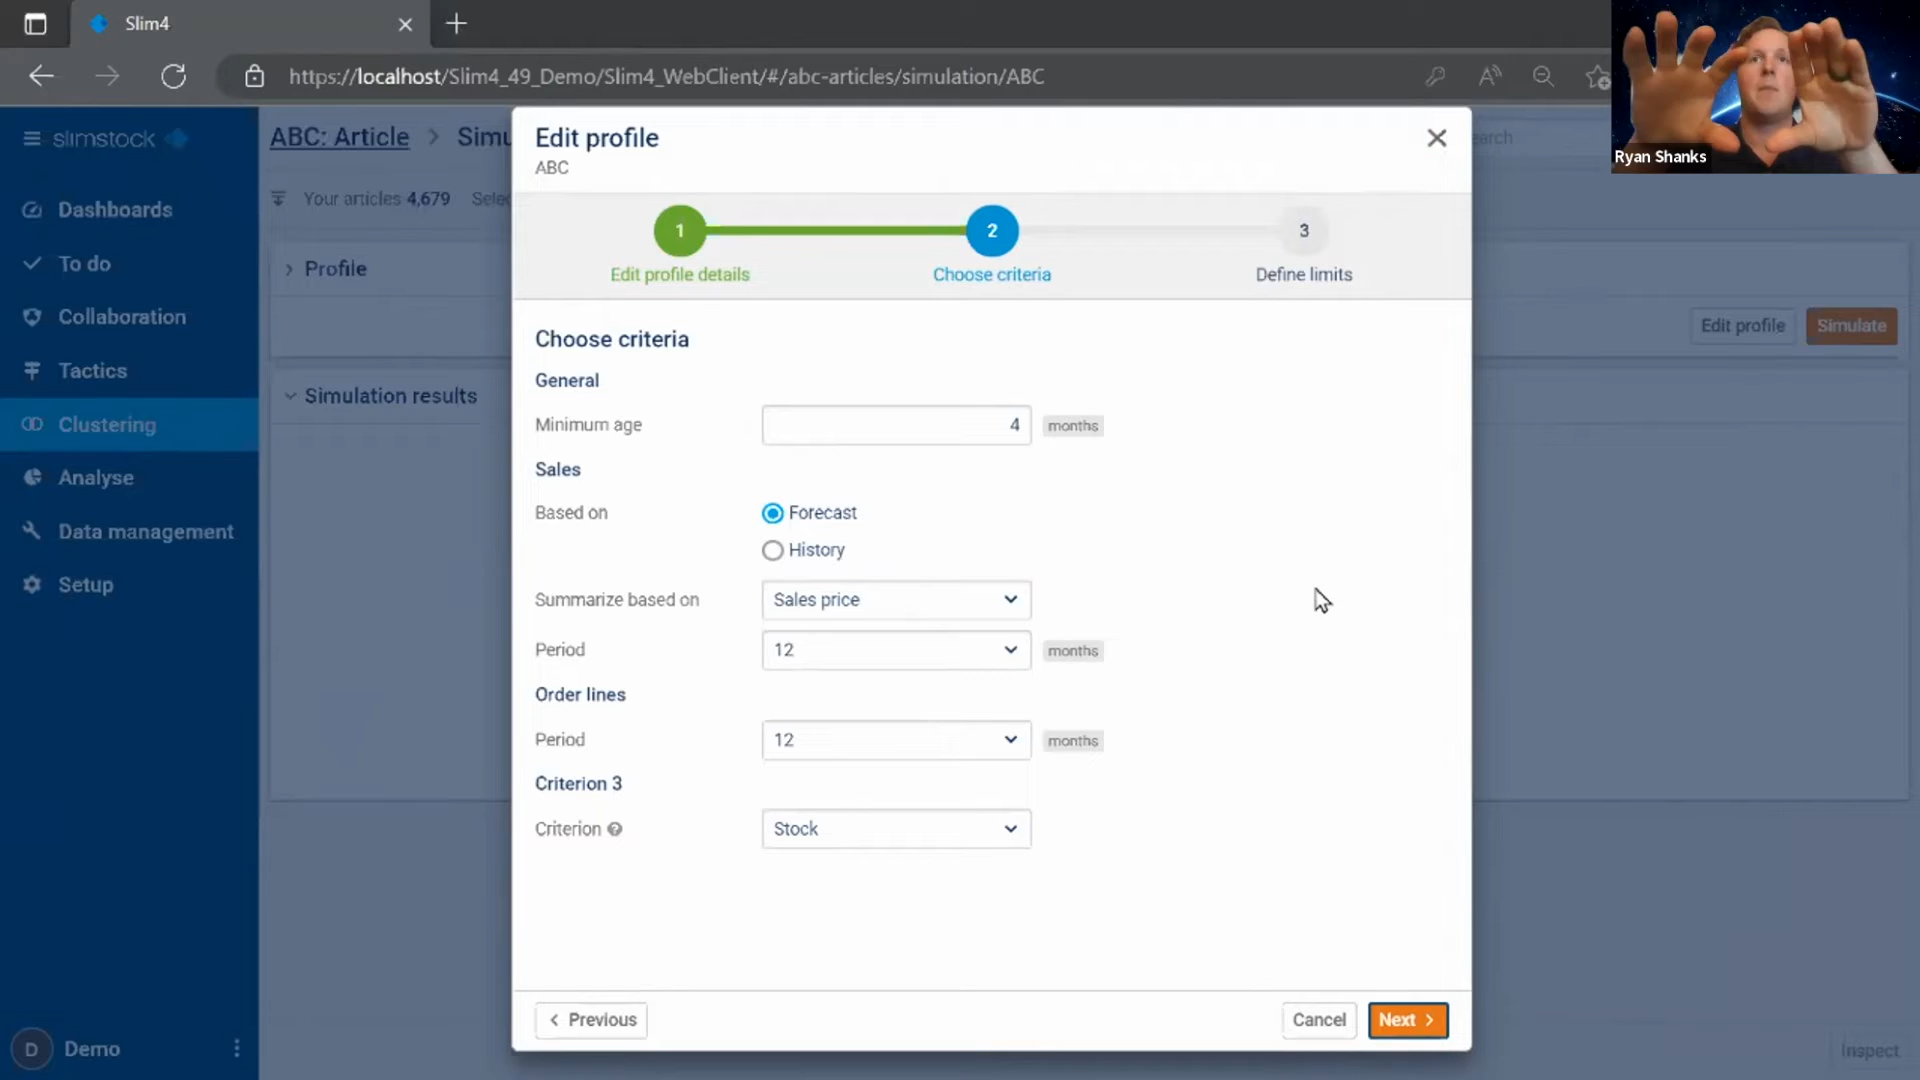 Slim4
https://localhost/Slim4_49_Demo/Slim4_WebClient/#/abc-articles/simulation/ABC
Ryan Shanks
slimstock
Dashboards
To do
Collaboration
Tactics
Clustering
Analyse
Data management
Setup
D Demo
ABC: Article > Simu
Your articles 4,679 Selec
Profile
Simulation results
earch
Edit profile Simulate
Inspect
Edit profile
ABC
1 2 3
Edit profile details Choose criteria Define limits
Choose criteria
General
Minimum age 4 months
Sales
Based on Forecast
History
Summarize based on Sales price
Period 12 months
Order lines
Period 12 months
Criterion 3
Criterion Stock
Previous Cancel Next